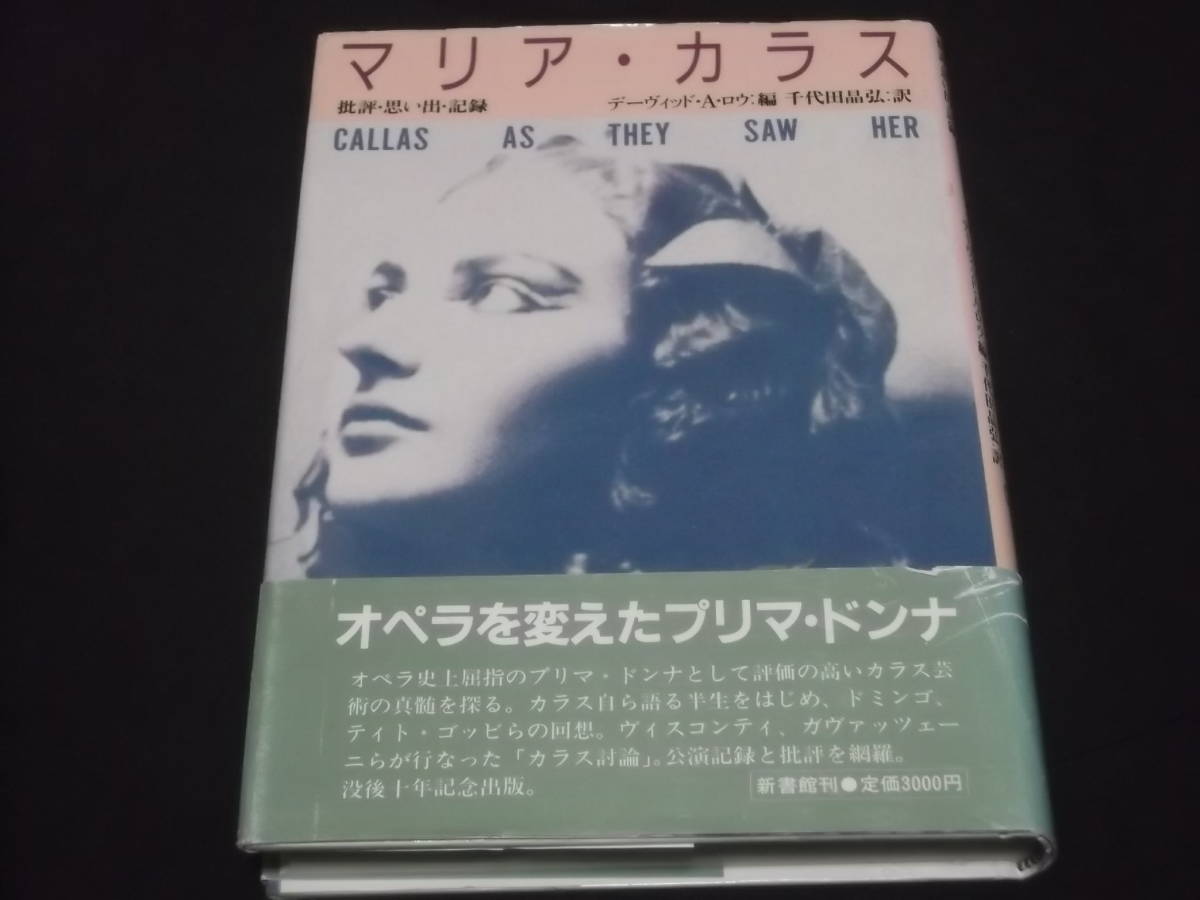 マリア・カラス
批評・思い出・記録
デーヴィッド・A・ロウ:編 千代田晶弘:訳
CALLAS AS THEY SAW HER
オペラを変えたプリマ・ドンナ
オペラ史上屈指のプリマ・ドンナとして評価の高いカラス芸
術の真髄を探る。カラス自ら語る半生をはじめ、ドミンゴ、
ティト・ゴッビらの回想。ヴィスコンティ、ガヴァッツェー
ニらが行なった「カラス討論」。公演記録と批評を網羅。
没後十年記念出版。
新書館刊●定価3000円